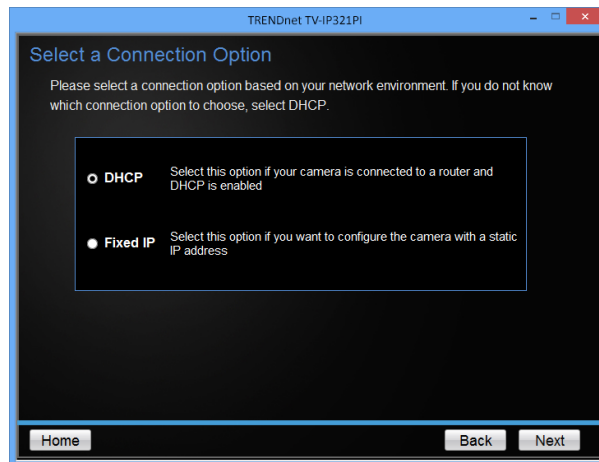 TRENDnet TV-IP321PI
Select a Connection Option
Please select a connection option based on your network environment. If you do not know
which connection option to choose, select DHCP.
DHCP
Select this option if your camera is connected to a router and
DHCP is enabled
Fixed IP
Select this option if you want to configure the camera with a static
IP address
Home
Back
Next